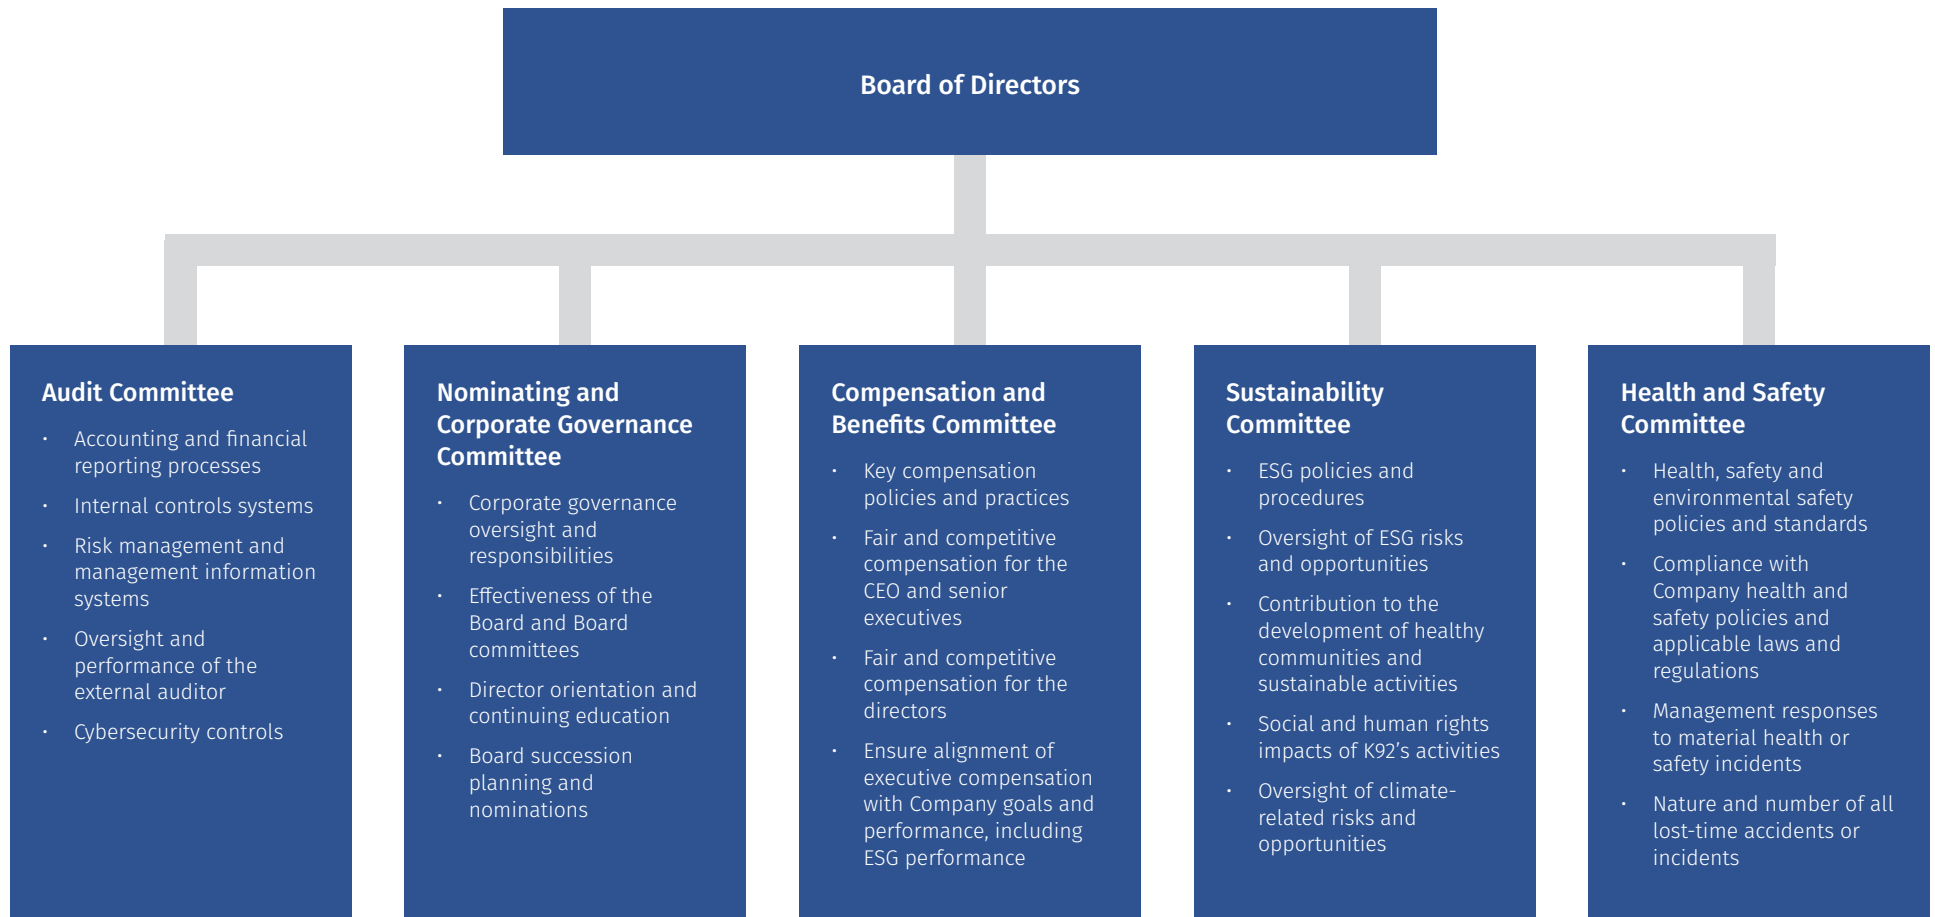 Board of Directors
Audit Committee
· Accounting and financial
reporting processes
· Internal controls systems
· Risk management and
management information
systems
· Oversight and
performance of the
external auditor
· Cybersecurity controls
Nominating and
Corporate Governance
Committee
· Corporate governance
oversight and
responsibilities
· Effectiveness of the
Board and Board
committees
· Director orientation and
continuing education
· Board succession
planning and
nominations
Compensation and
Benefits Committee
· Key compensation
policies and practices
· Fair and competitive
compensation for the
CEO and senior
executives
· Fair and competitive
compensation for the
directors
· Ensure alignment of
executive compensation
with Company goals and
performance, including
ESG performance
Sustainability
Committee
· ESG policies and
procedures
· Oversight of ESG risks
and opportunities
· Contribution to the
development of healthy
communities and
sustainable activities
· Social and human rights
impacts of K92’s activities
· Oversight of climate-
related risks and
opportunities
Health and Safety
Committee
· Health, safety and
environmental safety
policies and standards
· Compliance with
Company health and
safety policies and
applicable laws and
regulations
· Management responses
to material health or
safety incidents
· Nature and number of all
lost-time accidents or
incidents